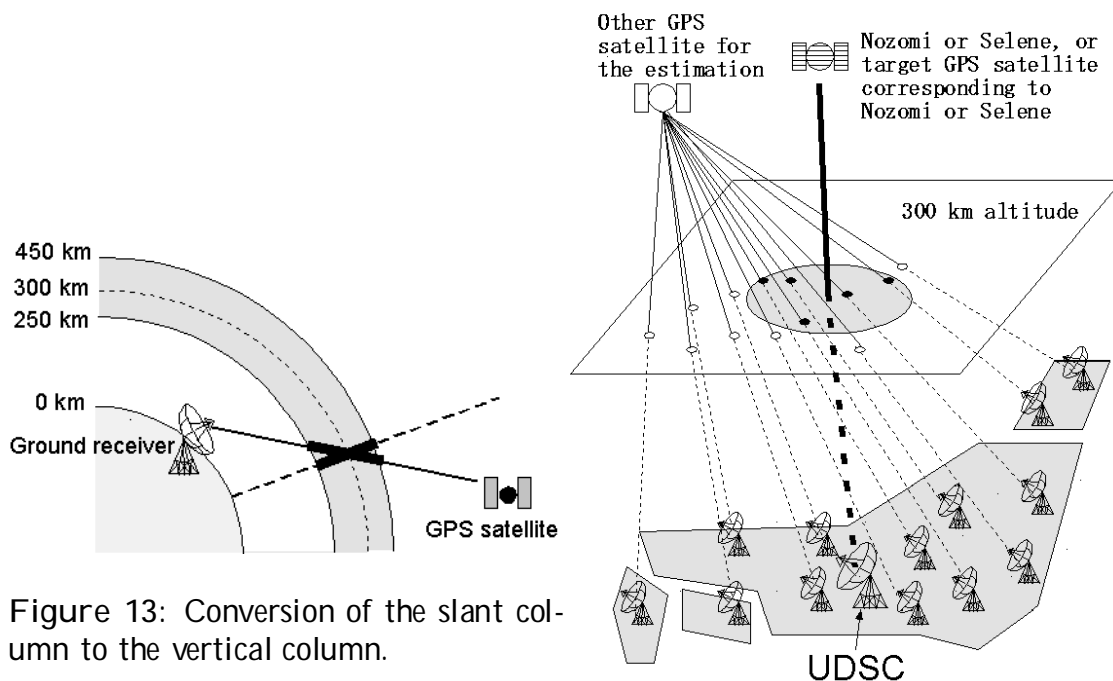 Other GPS
satellite for
the estimation
Nozomi or Selene, or
target GPS satellite
corresponding to
Nozomi or Selene
300 km altitude
450 km
300 km
250 km
0 km
Ground receiver
GPS satellite
Figure 13: Conversion of the slant col-
umn to the vertical column.
UDSC